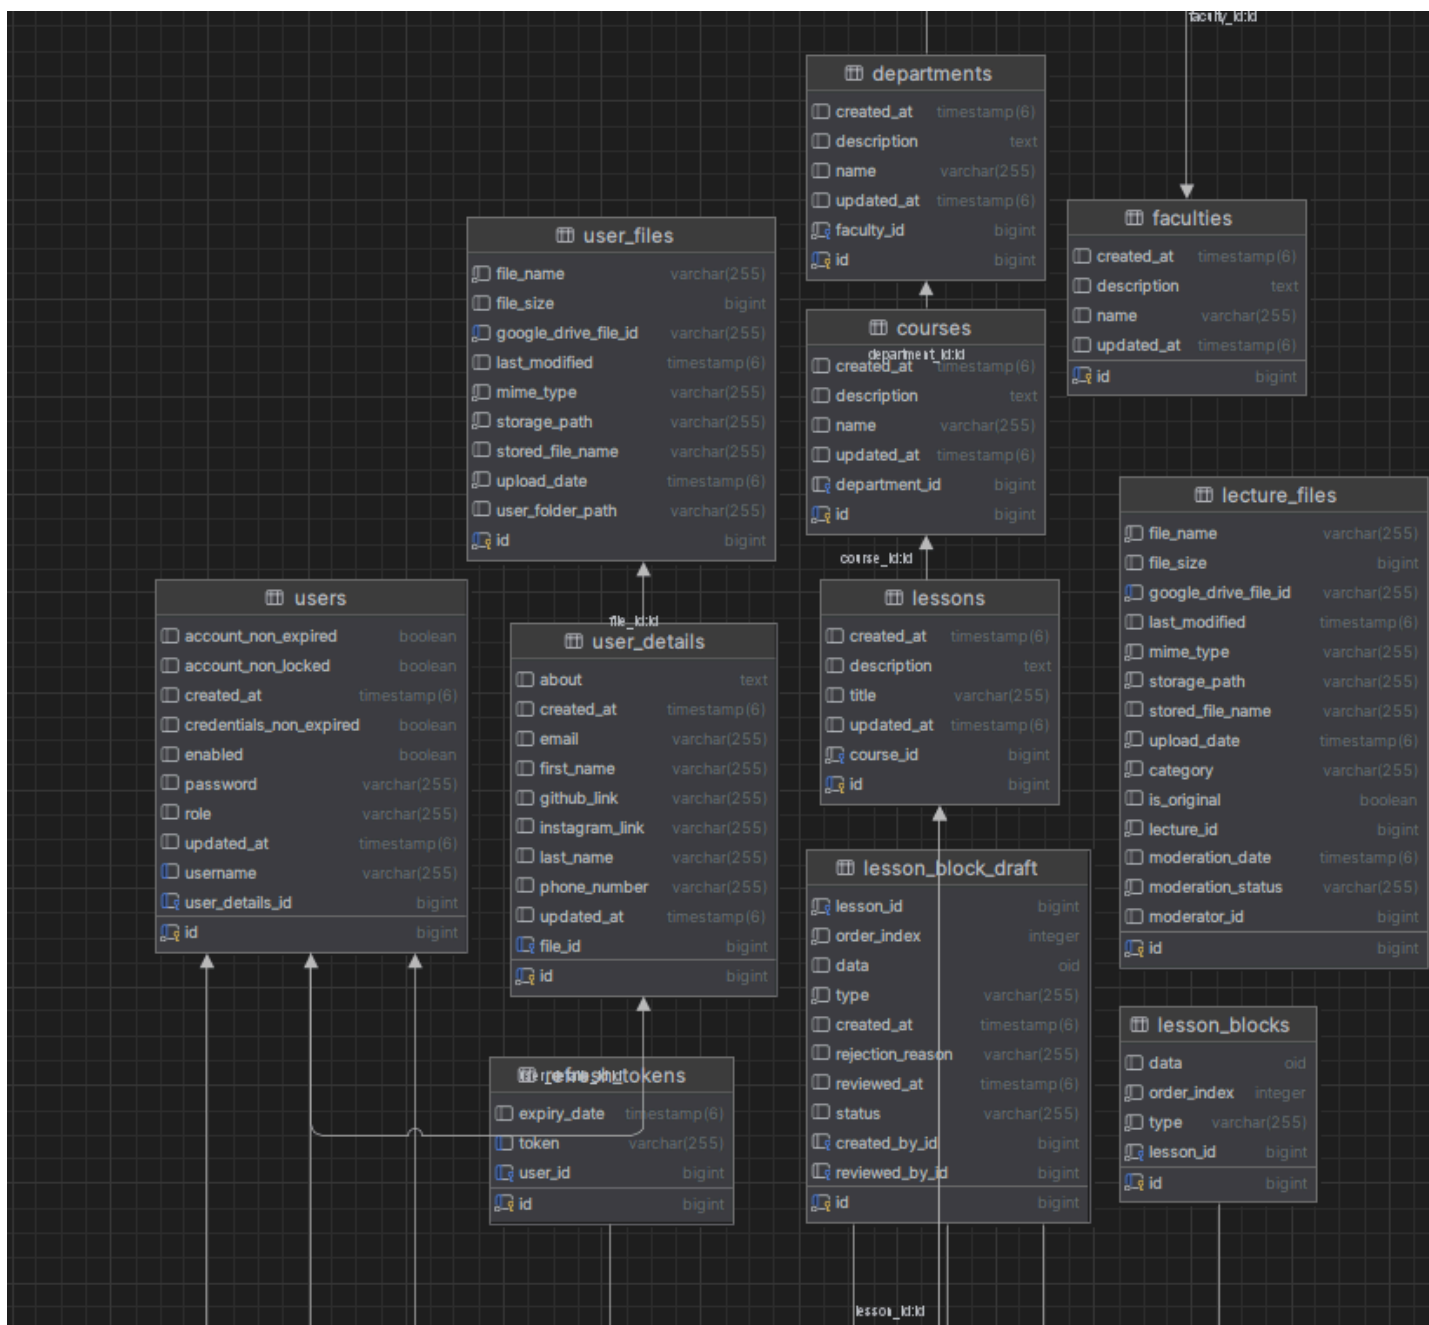 faculty_id:id
departments
created_at timestamp(6)
description text
name varchar(255)
updated_at timestamp(6)
faculty_id bigint
id bigint
faculties
created_at timestamp(6)
description text
name varchar(255)
updated_at timestamp(6)
id bigint
user_files
file_name varchar(255)
file_size bigint
google_drive_file_id varchar(255)
last_modified timestamp(6)
mime_type varchar(255)
storage_path varchar(255)
stored_file_name varchar(255)
upload_date timestamp(6)
user_folder_path varchar(255)
id bigint
courses
department_id:id
created_at timestamp(6)
description text
name varchar(255)
updated_at timestamp(6)
department_id bigint
id bigint
lecture_files
file_name varchar(255)
file_size bigint
google_drive_file_id varchar(255)
last_modified timestamp(6)
mime_type varchar(255)
storage_path varchar(255)
stored_file_name varchar(255)
upload_date timestamp(6)
category varchar(255)
is_original boolean
lecture_id bigint
moderation_date timestamp(6)
moderation_status varchar(255)
moderator_id bigint
id bigint
course_id:id
users
account_non_expired boolean
account_non_locked boolean
created_at timestamp(6)
credentials_non_expired boolean
enabled boolean
password varchar(255)
role varchar(255)
updated_at timestamp(6)
username varchar(255)
user_details_id bigint
id bigint
file_id:id
user_details
about text
created_at timestamp(6)
email varchar(255)
first_name varchar(255)
github_link varchar(255)
instagram_link varchar(255)
last_name varchar(255)
phone_number varchar(255)
updated_at timestamp(6)
file_id bigint
id bigint
lessons
created_at timestamp(6)
description text
title varchar(255)
updated_at timestamp(6)
course_id bigint
id bigint
lesson_block_draft
lesson_id bigint
order_index integer
data oid
type varchar(255)
created_at timestamp(6)
rejection_reason varchar(255)
reviewed_at timestamp(6)
status varchar(255)
created_by_id bigint
reviewed_by_id bigint
id bigint
lesson_blocks
data oid
order_index integer
type varchar(255)
lesson_id bigint
id bigint
refresh_tokens
expiry_date timestamp(6)
token varchar(255)
user_id bigint
id bigint
lesson_id:id